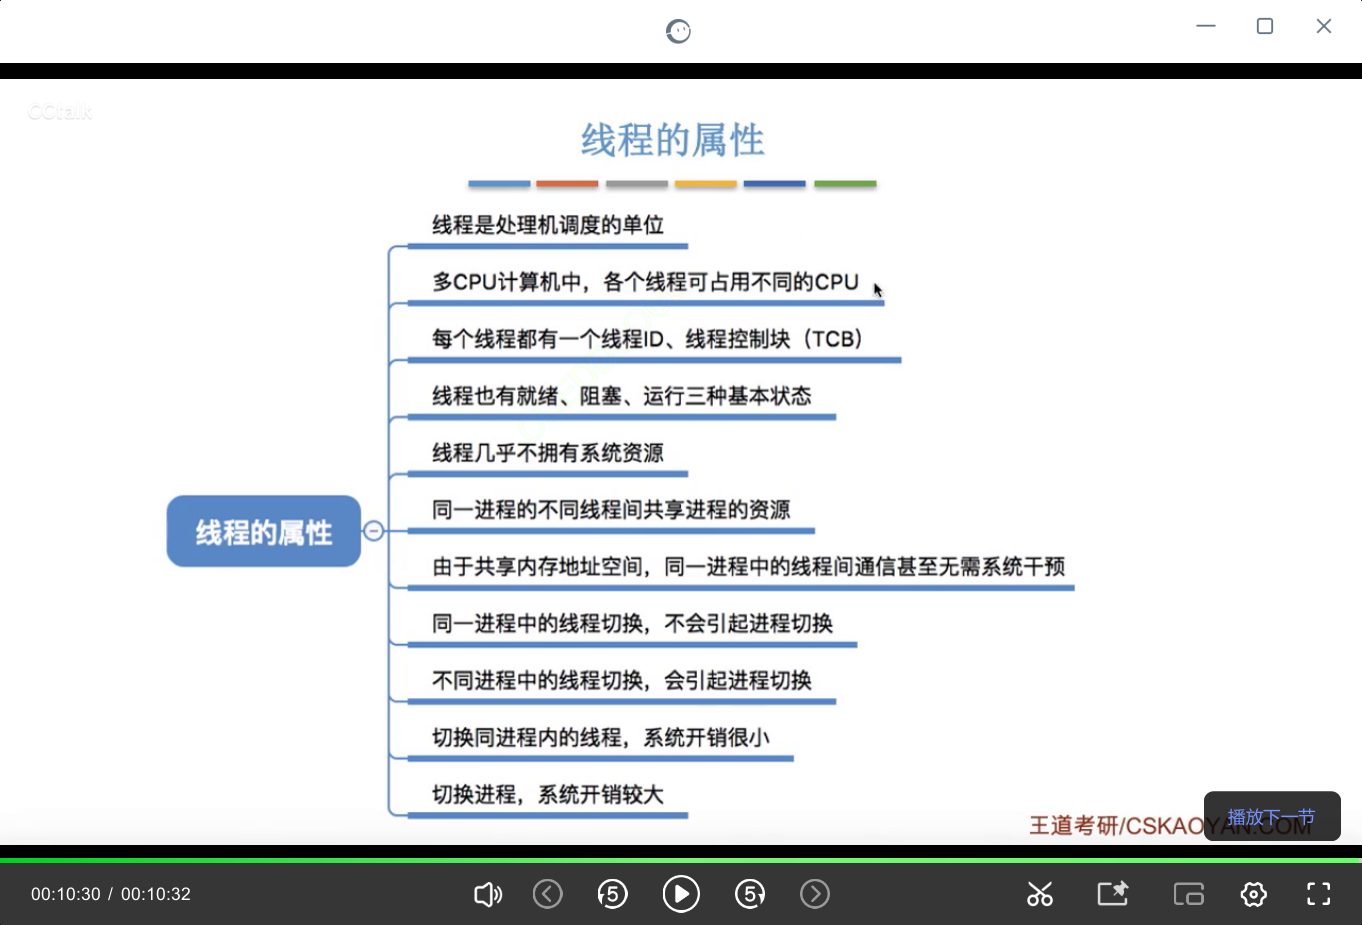 CCtalk
线程的属性
线程是处理机调度的单位
多CPU计算机中，各个线程可占用不同的CPU
每个线程都有一个线程ID、线程控制块（TCB）
线程也有就绪、阻塞、运行三种基本状态
线程几乎不拥有系统资源
线程的属性
同一进程的不同线程间共享进程的资源
由于共享内存地址空间，同一进程中的线程间通信甚至无需系统干预
同一进程中的线程切换，不会引起进程切换
不同进程中的线程切换，会引起进程切换
切换同进程内的线程，系统开销很小
切换进程，系统开销较大
王道考研/CSKAOYAN.COM
播放下一节
00:10:30 / 00:10:32
5
5